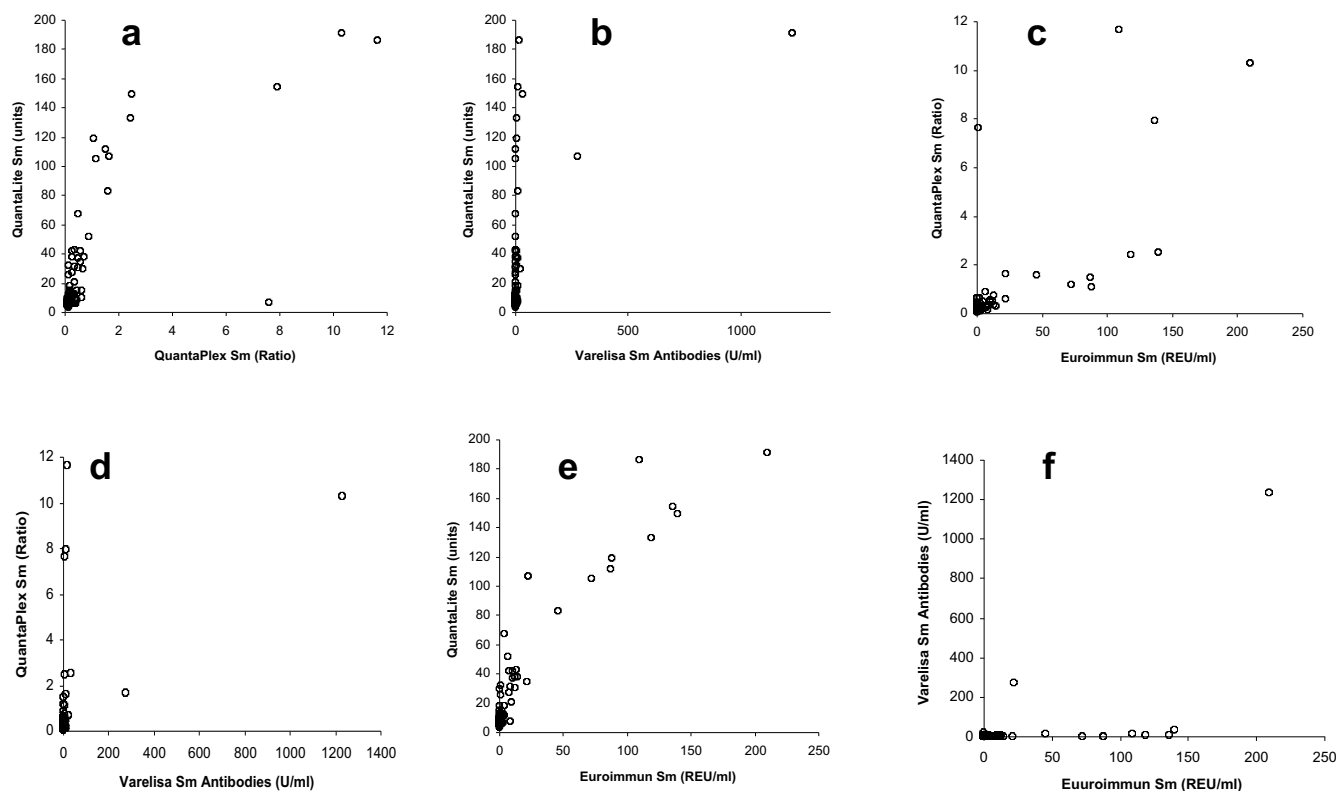 a
200
180
160
140
120
100
80
60
40
20
0
QuantaLite Sm (units)
0 2 4 6 8 10 12
QuantaPlex Sm (Ratio)
b
200
180
160
140
120
100
80
60
40
20
0
QuantaLite Sm (units)
0 500 1000
Varelisa Sm Antibodies (U/ml)
c
12
10
8
6
4
2
0
QuantaPlex Sm (Ratio)
0 50 100 150 200 250
Euroimmun Sm (REU/ml)
d
12
10
8
6
4
2
0
QuantaPlex Sm (Ratio)
0 200 400 600 800 1000 1200 1400
Varelisa Sm Antibodies (U/ml)
e
200
180
160
140
120
100
80
60
40
20
0
QuantaLite Sm (units)
0 50 100 150 200 250
Euroimmun Sm (REU/ml)
f
1400
1200
1000
800
600
400
200
0
Varelisa Sm Antibodies (U/ml)
0 50 100 150 200 250
Euuroimmun Sm (REU/ml)